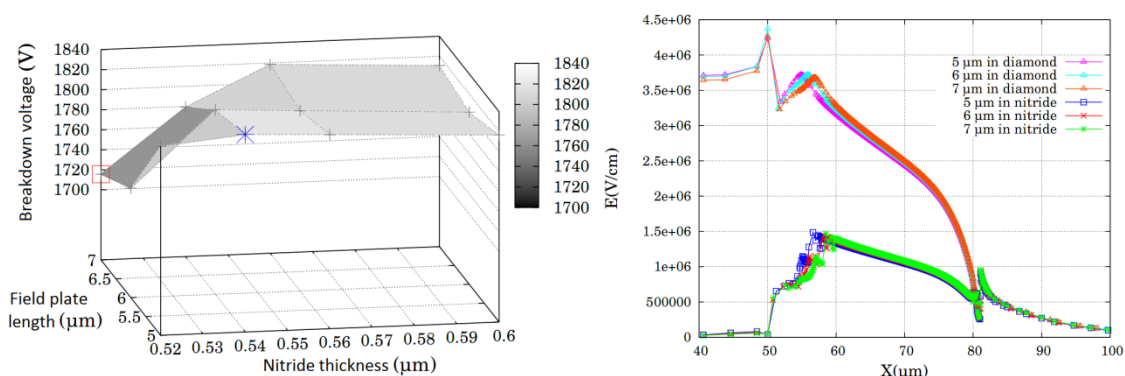 1840
1820
1800
1780
1760
1740
1720
1700
Breakdown voltage (V)
7
6.5
6
5.5
5
Field plate
length (μm)
0.52 0.53 0.54 0.55 0.56 0.57 0.58 0.59 0.6
Nitride thickness (μm)
1840
1820
1800
1780
1760
1740
1720
1700
4.5e+06
4e+06
3.5e+06
3e+06
2.5e+06
2e+06
1.5e+06
1e+06
500000
E(V/cm)
5 μm in diamond
6 μm in diamond
7 μm in diamond
5 μm in nitride
6 μm in nitride
7 μm in nitride
40 50 60 70 80 90 100
X(μm)